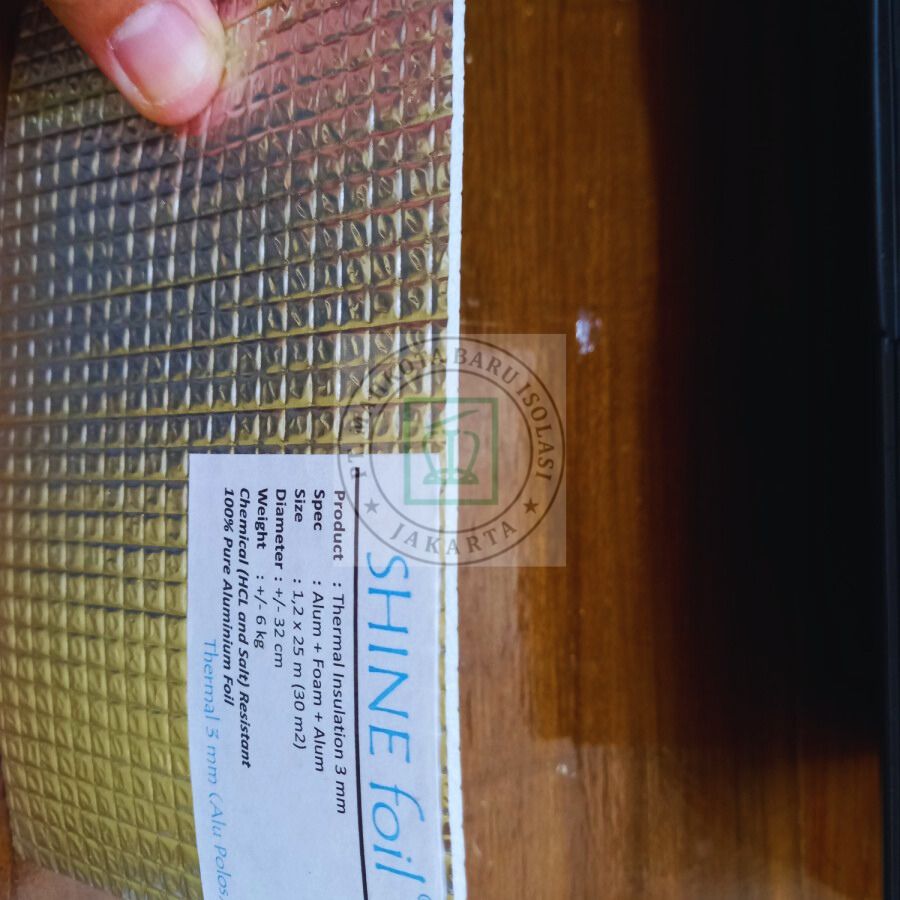 SHINE foil
Product : Thermal Insulation 3 mm
Spec : Alum + Foam + Alum
Size : 1,2 x 25 m (30 m2)
Diameter : +/- 32 cm
Weight : +/- 6 kg
Chemical (HCL and Salt) Resistant
100% Pure Aluminium Foil
Thermal 3 mm (Alu Polos,
KOTA BARU ISOLASI
JAKARTA